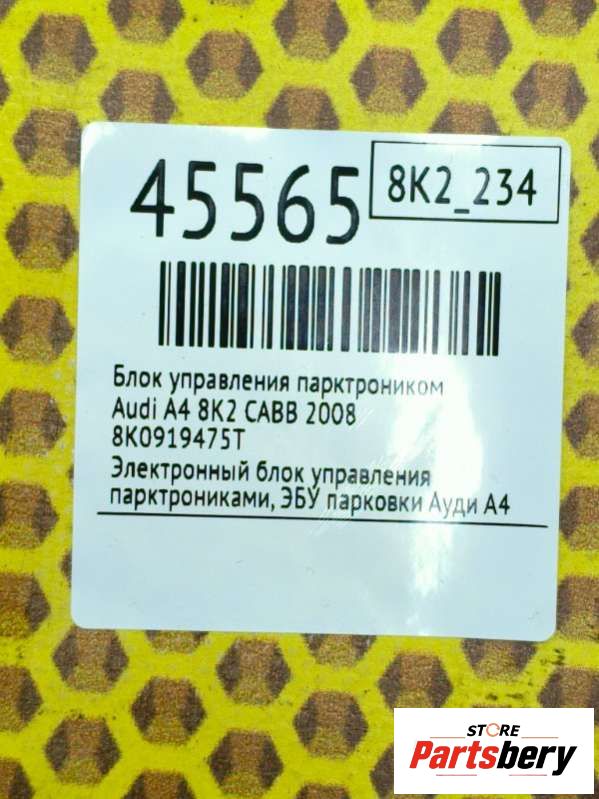 45565
8K2_234
Блок управления парктроником
Audi A4 8K2 CABB 2008
8K0919475T
Электронный блок управления
парктрониками, ЭБУ парковки Ауди А4
STORE
Partsbery